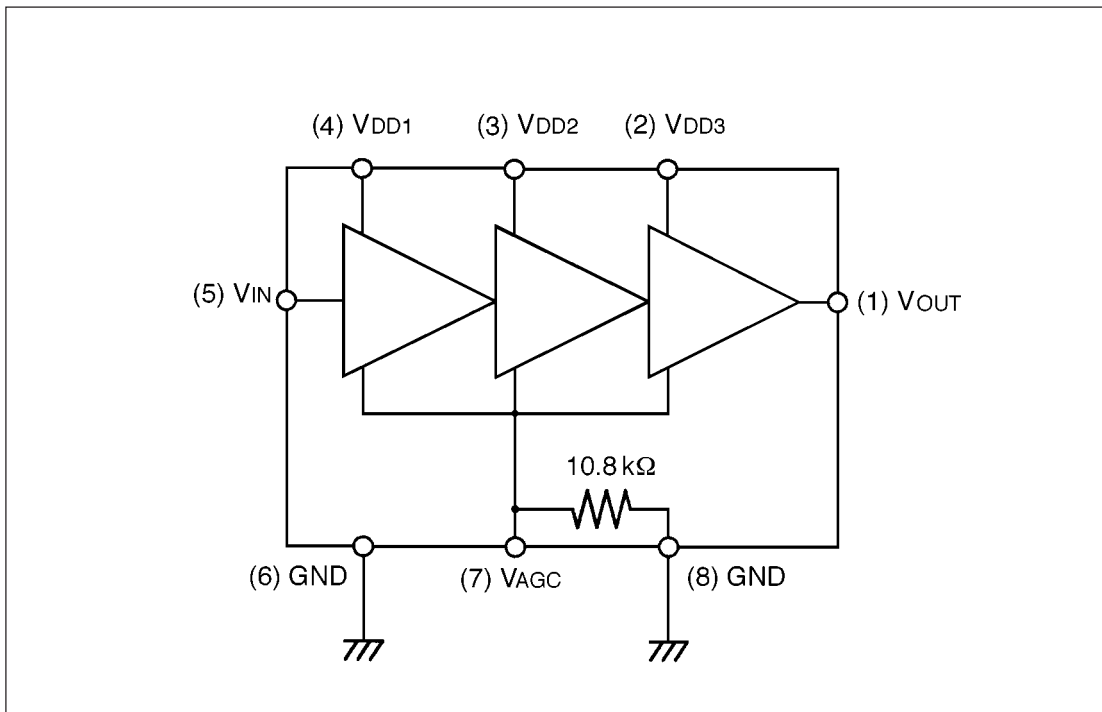 (4) VDD1
(3) VDD2
(2) VDD3
(5) VIN
(1) VOUT
10.8 kΩ
(6) GND
(7) VAGC
(8) GND